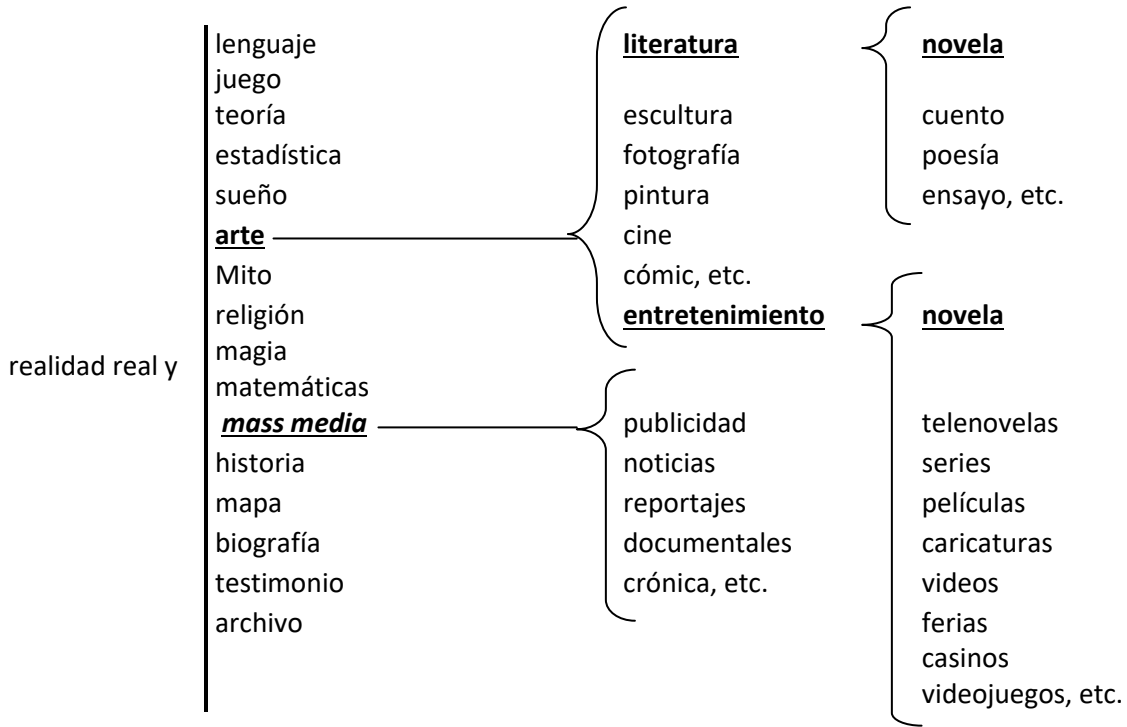 realidad real y
lenguaje
juego
teoría
estadística
sueño
arte
Mito
religión
magia
matemáticas
mass media
historia
mapa
biografía
testimonio
archivo
literatura
escultura
fotografía
pintura
cine
cómic, etc.
entretenimiento
publicidad
noticias
reportajes
documentales
crónica, etc.
novela
cuento
poesía
ensayo, etc.
novela
telenovelas
series
películas
caricaturas
videos
ferias
casinos
videojuegos, etc.